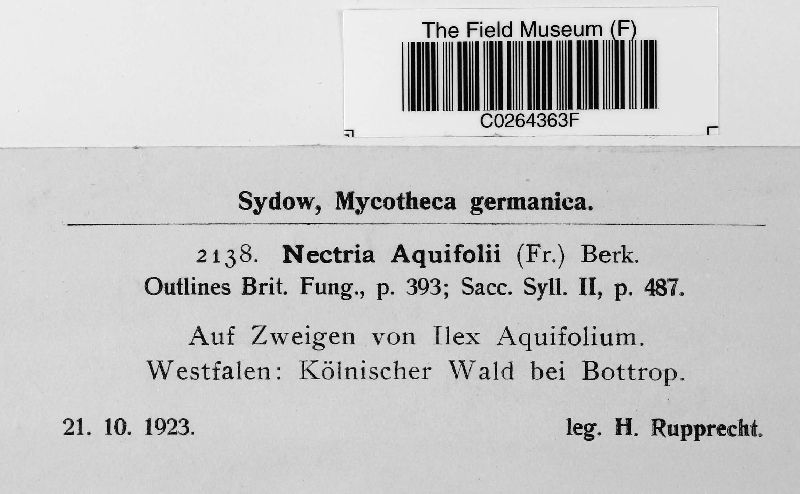 The Field Museum (F)
C0264363F
Sydow, Mycotheca germanica.
2138. Nectria Aquifolii (Fr.) Berk.
Outlines Brit. Fung., p. 393; Sacc. Syll. II, p. 487.
Auf Zweigen von Ilex Aquifolium.
Westfalen: Kölnischer Wald bei Bottrop.
21. 10. 1923. leg. H. Rupprecht.